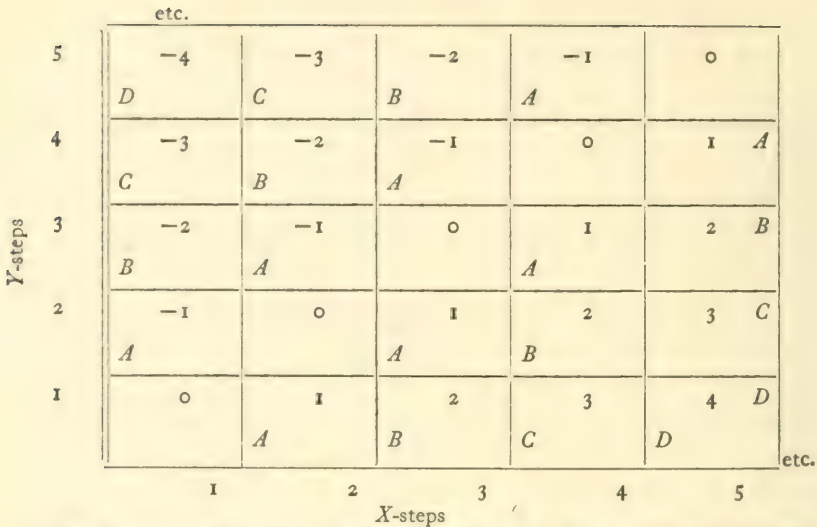 etc.
5 −4 −3 −2 −1 0
D C B A
4 −3 −2 −1 0 1 A
C B A
Y-steps
3 −2 −1 0 1 2 B
B A A
2 −1 0 1 2 3 C
A A B
1 0 1 2 3 4 D
A B C D
etc.
1 2 3 4 5
X-steps